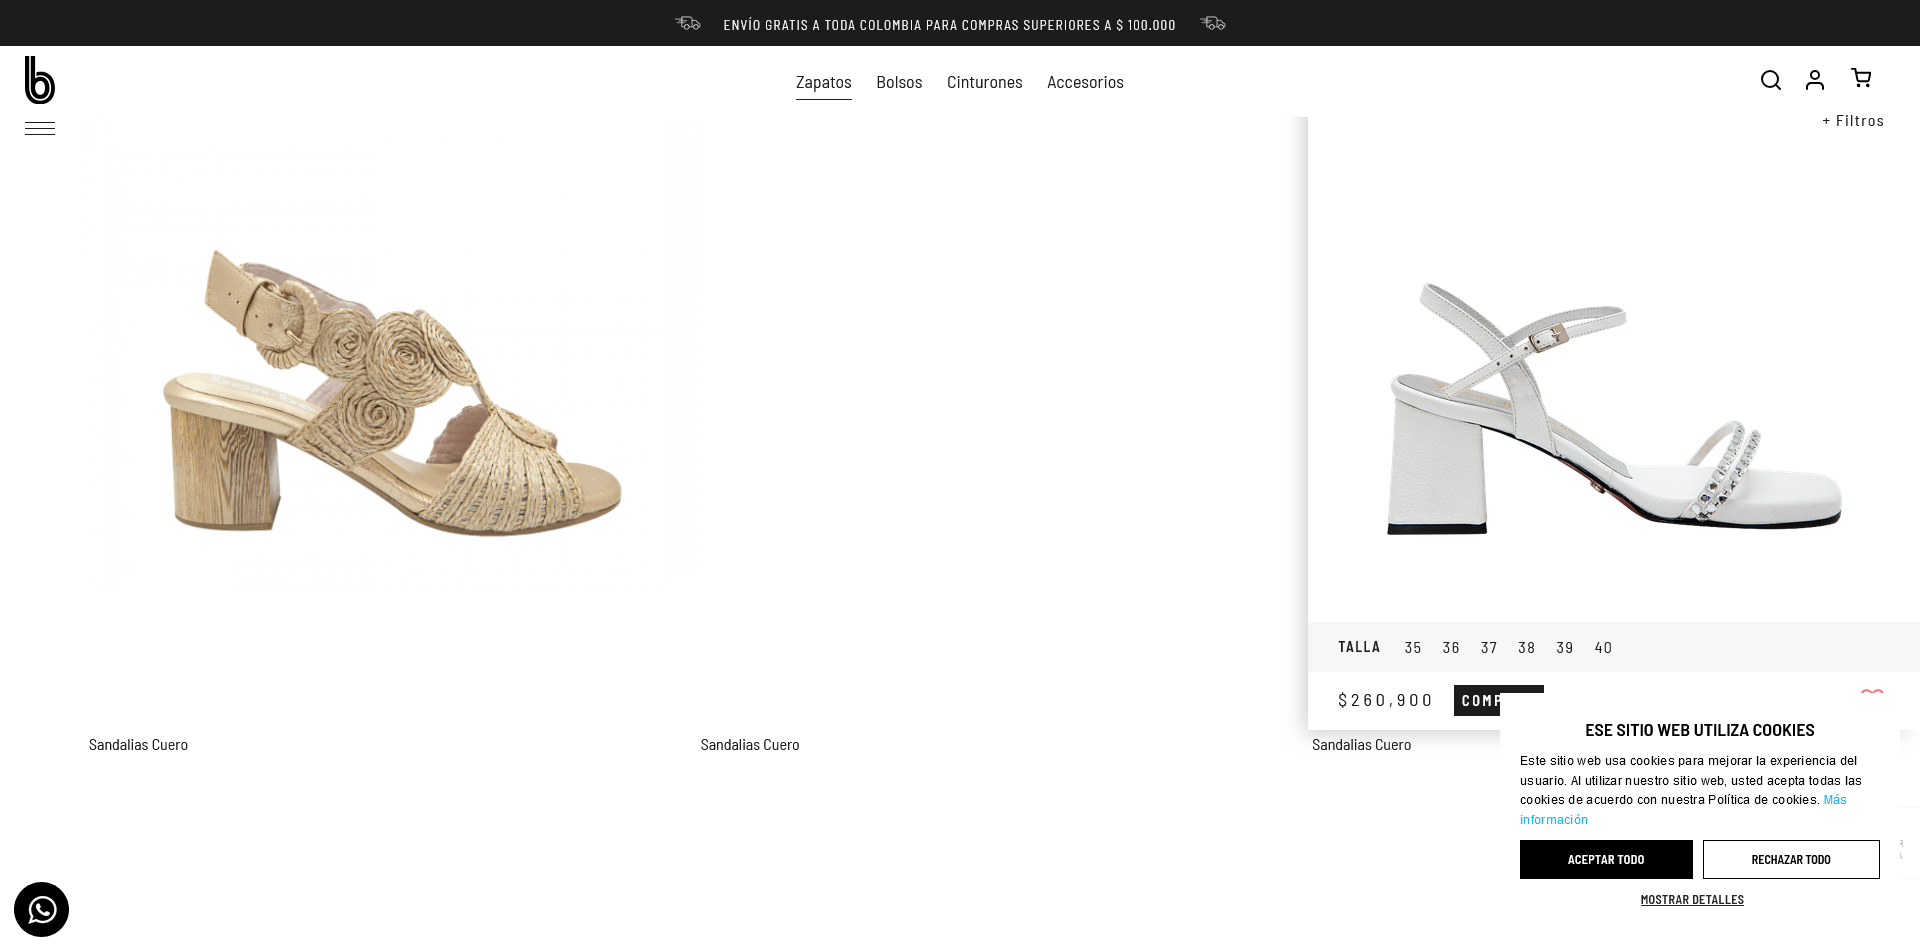 ENVÍO GRATIS A TODA COLOMBIA PARA COMPRAS SUPERIORES A $ 100.000
b
Zapatos Bolsos Cinturones Accesorios
+ Filtros
TALLA 35 36 37 38 39 40
$260,900 COMP
Sandalias Cuero Sandalias Cuero Sandalias Cuero
ESE SITIO WEB UTILIZA COOKIES
Este sitio web usa cookies para mejorar la experiencia del
usuario. Al utilizar nuestro sitio web, usted acepta todas las
cookies de acuerdo con nuestra Política de cookies. Más
información
ACEPTAR TODO RECHAZAR TODO
MOSTRAR DETALLES